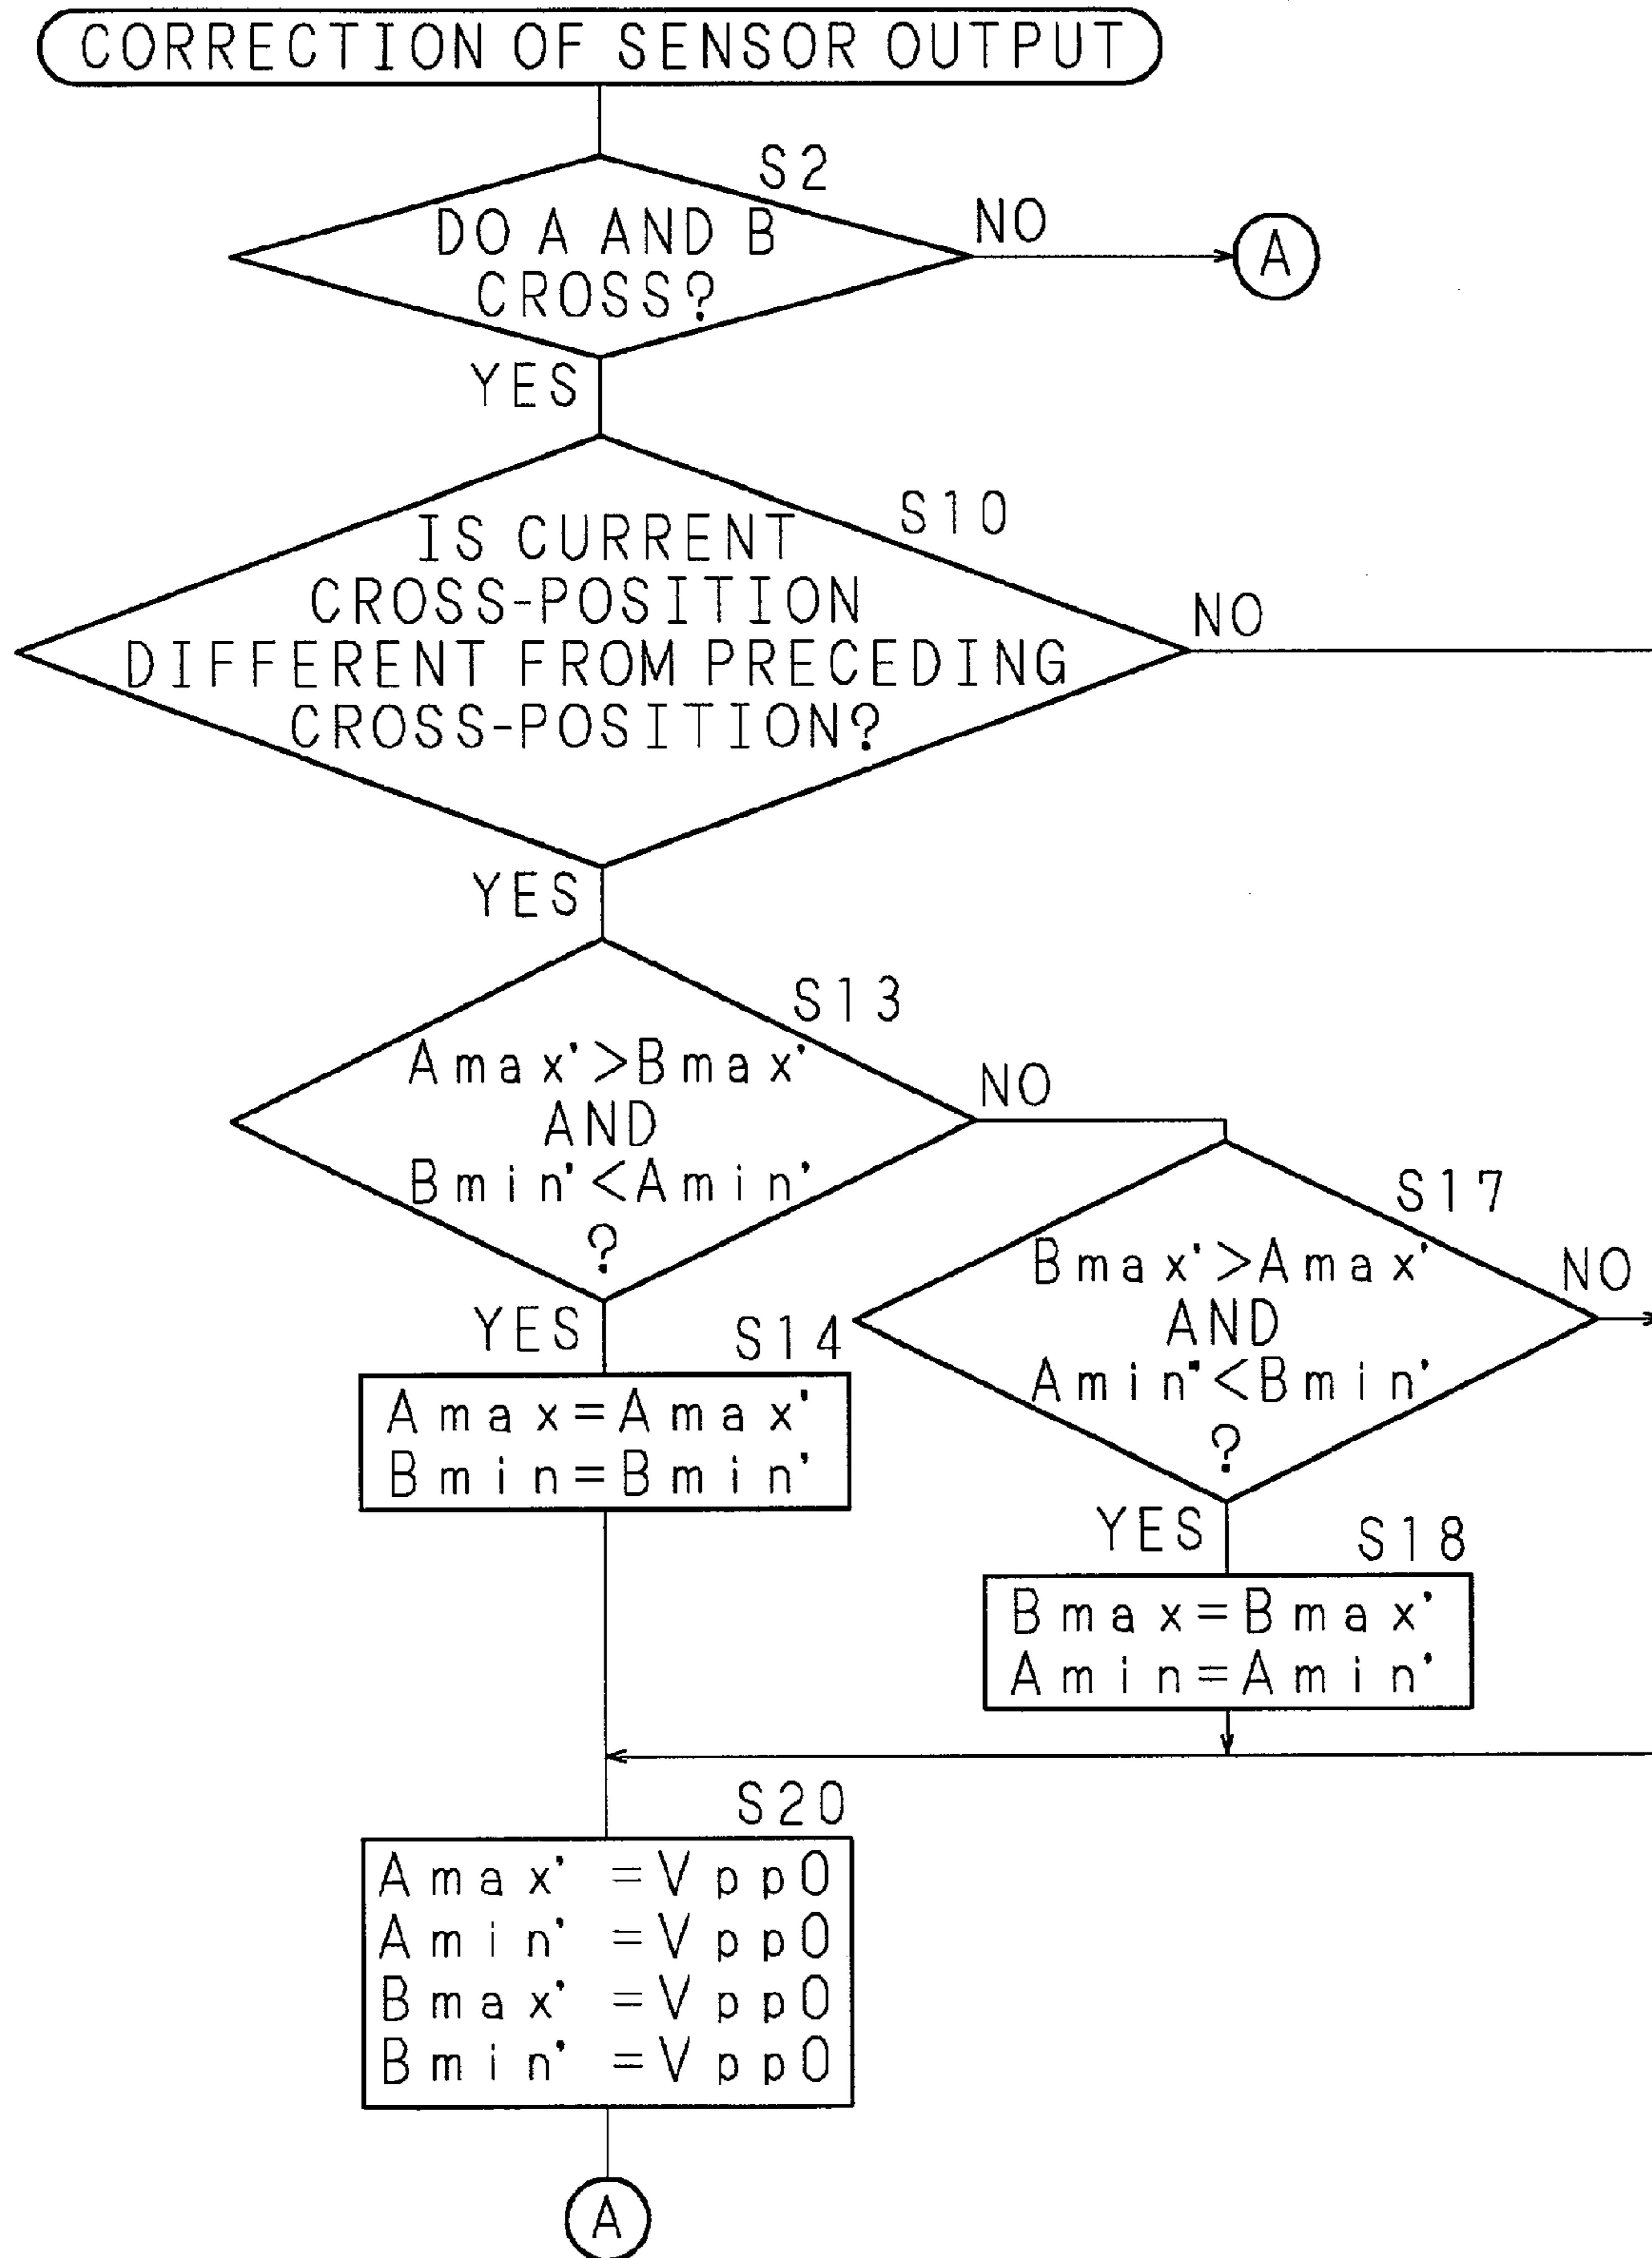 CORRECTION OF SENSOR OUTPUT
S2
DO A AND B
CROSS?
NO
A
YES
S10
IS CURRENT
CROSS-POSITION
DIFFERENT FROM PRECEDING
CROSS-POSITION?
NO
YES
S13
Amax'>Bmax'
AND
Bmin'<Amin'
?
NO
YES
S17
Bmax'>Amax'
AND
Amin'<Bmin'
?
NO
YES
S14
Amax=Amax'
Bmin=Bmin'
S18
Bmax=Bmax'
Amin=Amin'
S20
Amax' =Vpp0
Amin' =Vpp0
Bmax' =Vpp0
Bmin' =Vpp0
A